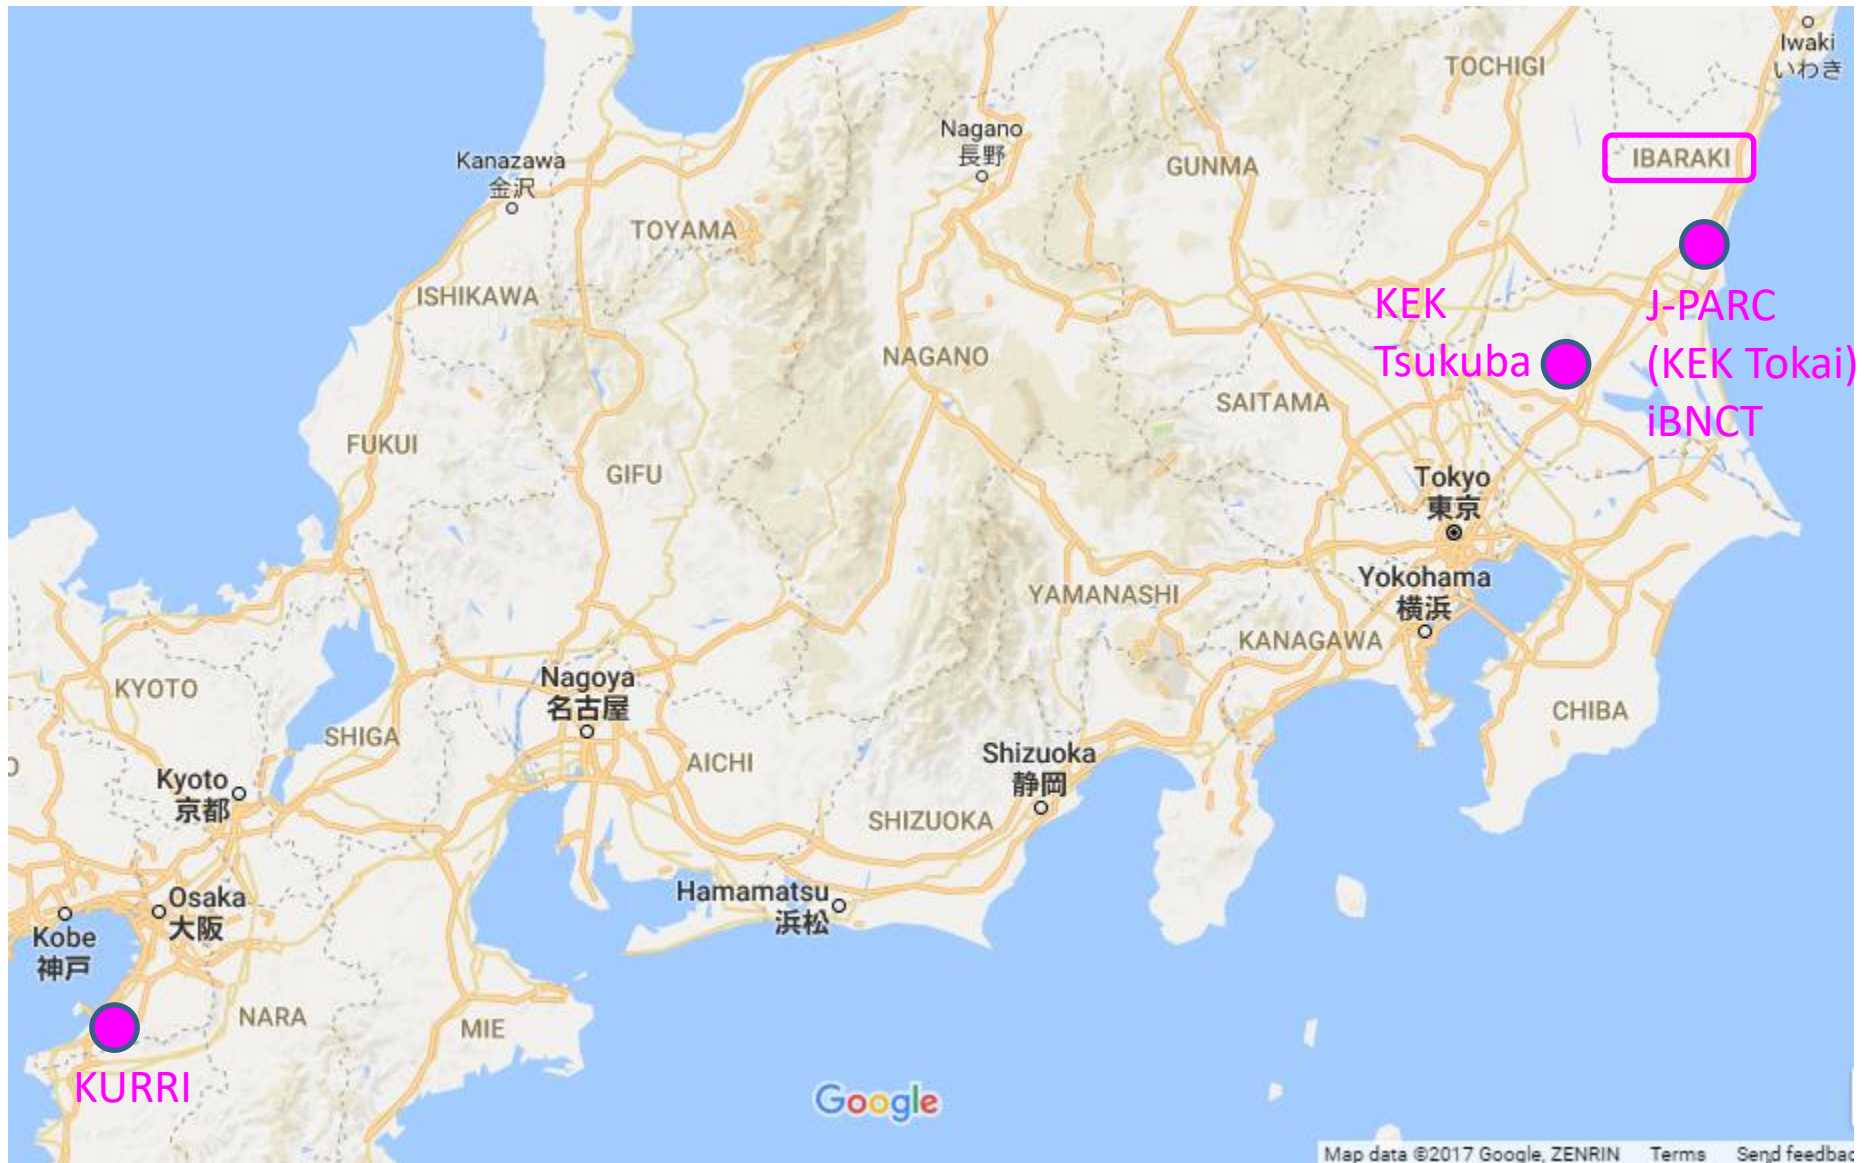 Iwaki
いわき
TOCHIGI
Nagano
長野
IBARAKI
GUNMA
Kanazawa
金沢
TOYAMA
ISHIKAWA
KEK
Tsukuba
J-PARC
(KEK Tokai)
iBNCT
NAGANO
SAITAMA
FUKUI
GIFU
Tokyo
東京
YAMANASHI
Yokohama
横浜
KANAGAWA
Nagoya
名古屋
KYOTO
CHIBA
SHIGA
AICHI
Shizuoka
静岡
Kyoto
京都
SHIZUOKA
Hamamatsu
浜松
Osaka
大阪
Kobe
神戸
NARA
MIE
KURRI
Google
Map data ©2017 Google, ZENRIN Terms Send feedbac